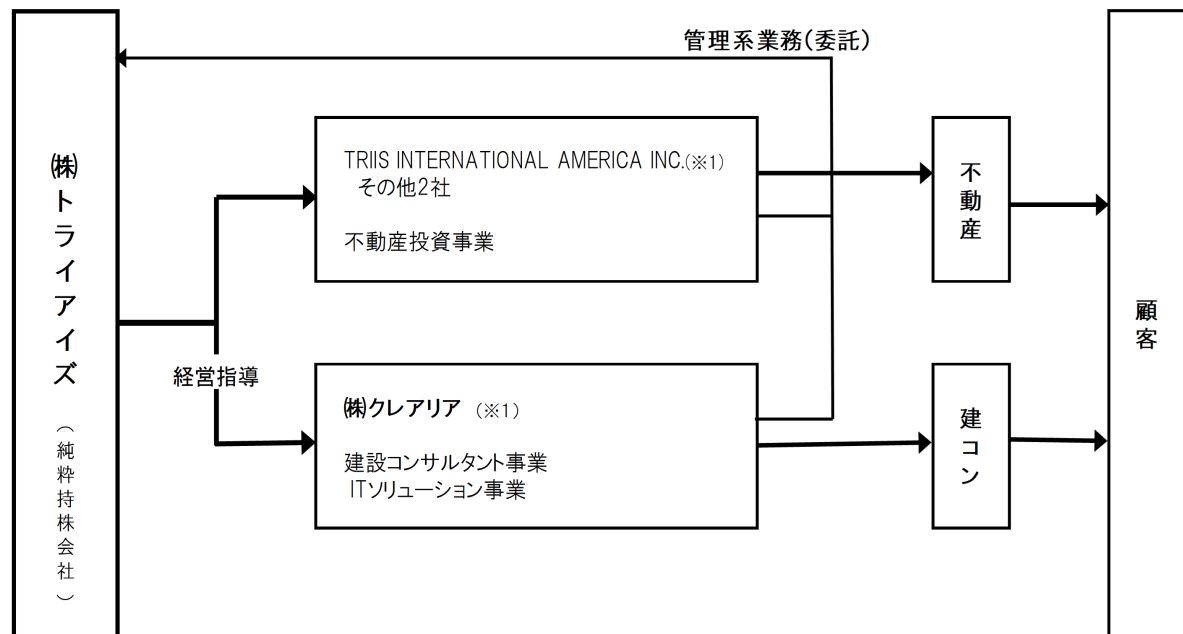 管理系業務(委託)
㈱トライアイズ
（純粋持株会社）
経営指導
TRIIS INTERNATIONAL AMERICA INC.(※1)
その他2社
不動産投資事業
不動産
㈱クレアリア (※1)
建設コンサルタント事業
ITソリューション事業
建コン
顧客